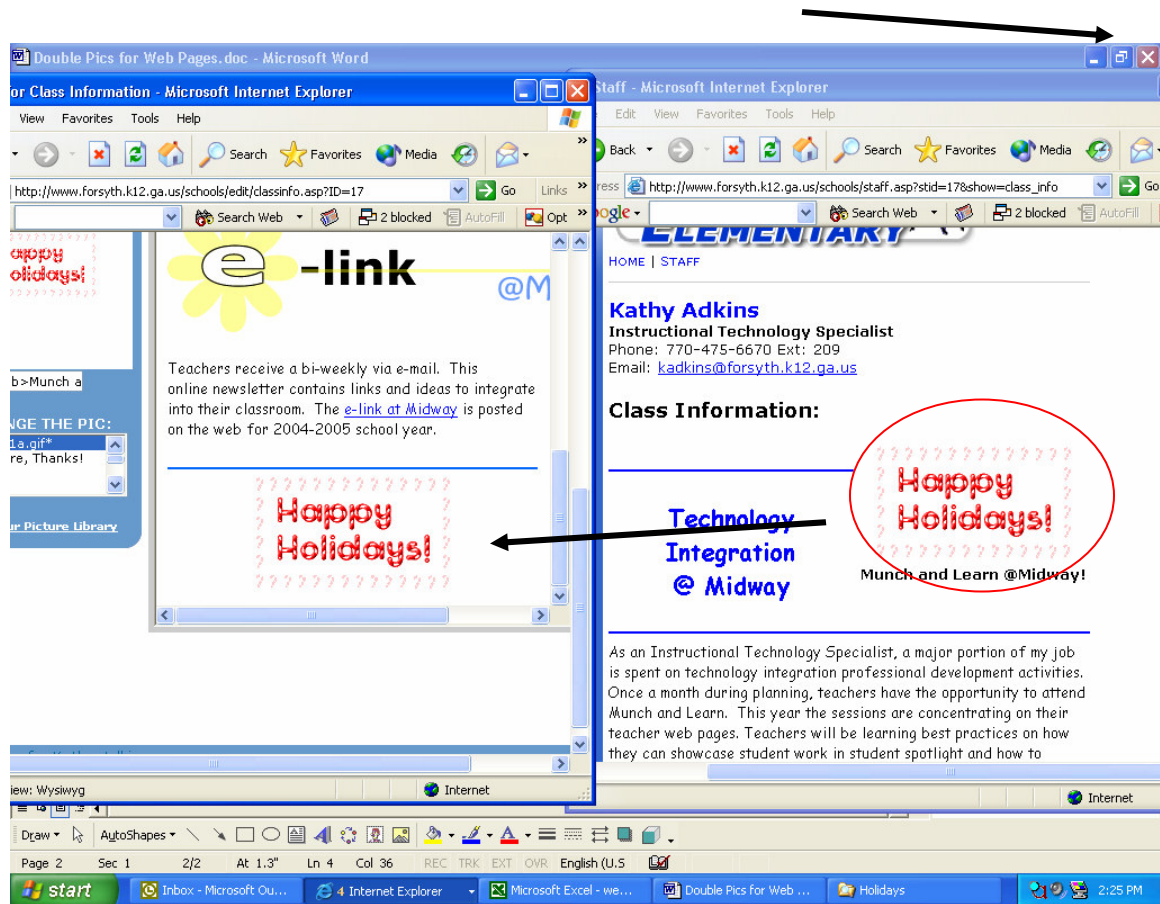 Double Pics for Web Pages.doc - Microsoft Word
or Class Information - Microsoft Internet Explorer
View Favorites Tools Help
Search Favorites Media
http://www.forsyth.k12.ga.us/schools/edit/classinfo.asp?ID=17 Go Links
Search Web 2 blocked AutoFill Opt
Happy
Holidays!
b>Munch a
NGE THE PIC:
1a.gif*
re, Thanks!
ur Picture Library
e-link
@M
Teachers receive a bi-weekly via e-mail. This
online newsletter contains links and ideas to integrate
into their classroom. The e-link at Midway is posted
on the web for 2004-2005 school year.
? ? ? ? ? ? ? ? ? ? ? ? ?
Happy
Holidays!
? ? ? ? ? ? ? ? ? ? ? ? ?
iew: Wysiwyg Internet
Staff - Microsoft Internet Explorer
Edit View Favorites Tools Help
Back Search Favorites Media
ress http://www.forsyth.k12.ga.us/schools/staff.asp?stid=17&show=class_info Go
oogle Search Web 2 blocked AutoFill
ELEMENTARY
HOME | STAFF
Kathy Adkins
Instructional Technology Specialist
Phone: 770-475-6670 Ext: 209
Email: kadkins@forsyth.k12.ga.us
Class Information:
Technology
Integration
@ Midway
? ? ? ? ? ? ? ? ? ? ? ? ?
Happy
Holidays!
? ? ? ? ? ? ? ? ? ? ? ? ?
Munch and Learn @Midway!
As an Instructional Technology Specialist, a major portion of my job
is spent on technology integration professional development activities.
Once a month during planning, teachers have the opportunity to attend
Munch and Learn. This year the sessions are concentrating on their
teacher web pages. Teachers will be learning best practices on how
they can showcase student work in student spotlight and how to
Internet
Draw AutoShapes
Page 2 Sec 1 2/2 At 1.3" Ln 4 Col 36 REC TRK EXT OVR English (U.S
start Inbox - Microsoft Ou... 4 Internet Explorer Microsoft Excel - we... Double Pics for Web ... Holidays 2:25 PM